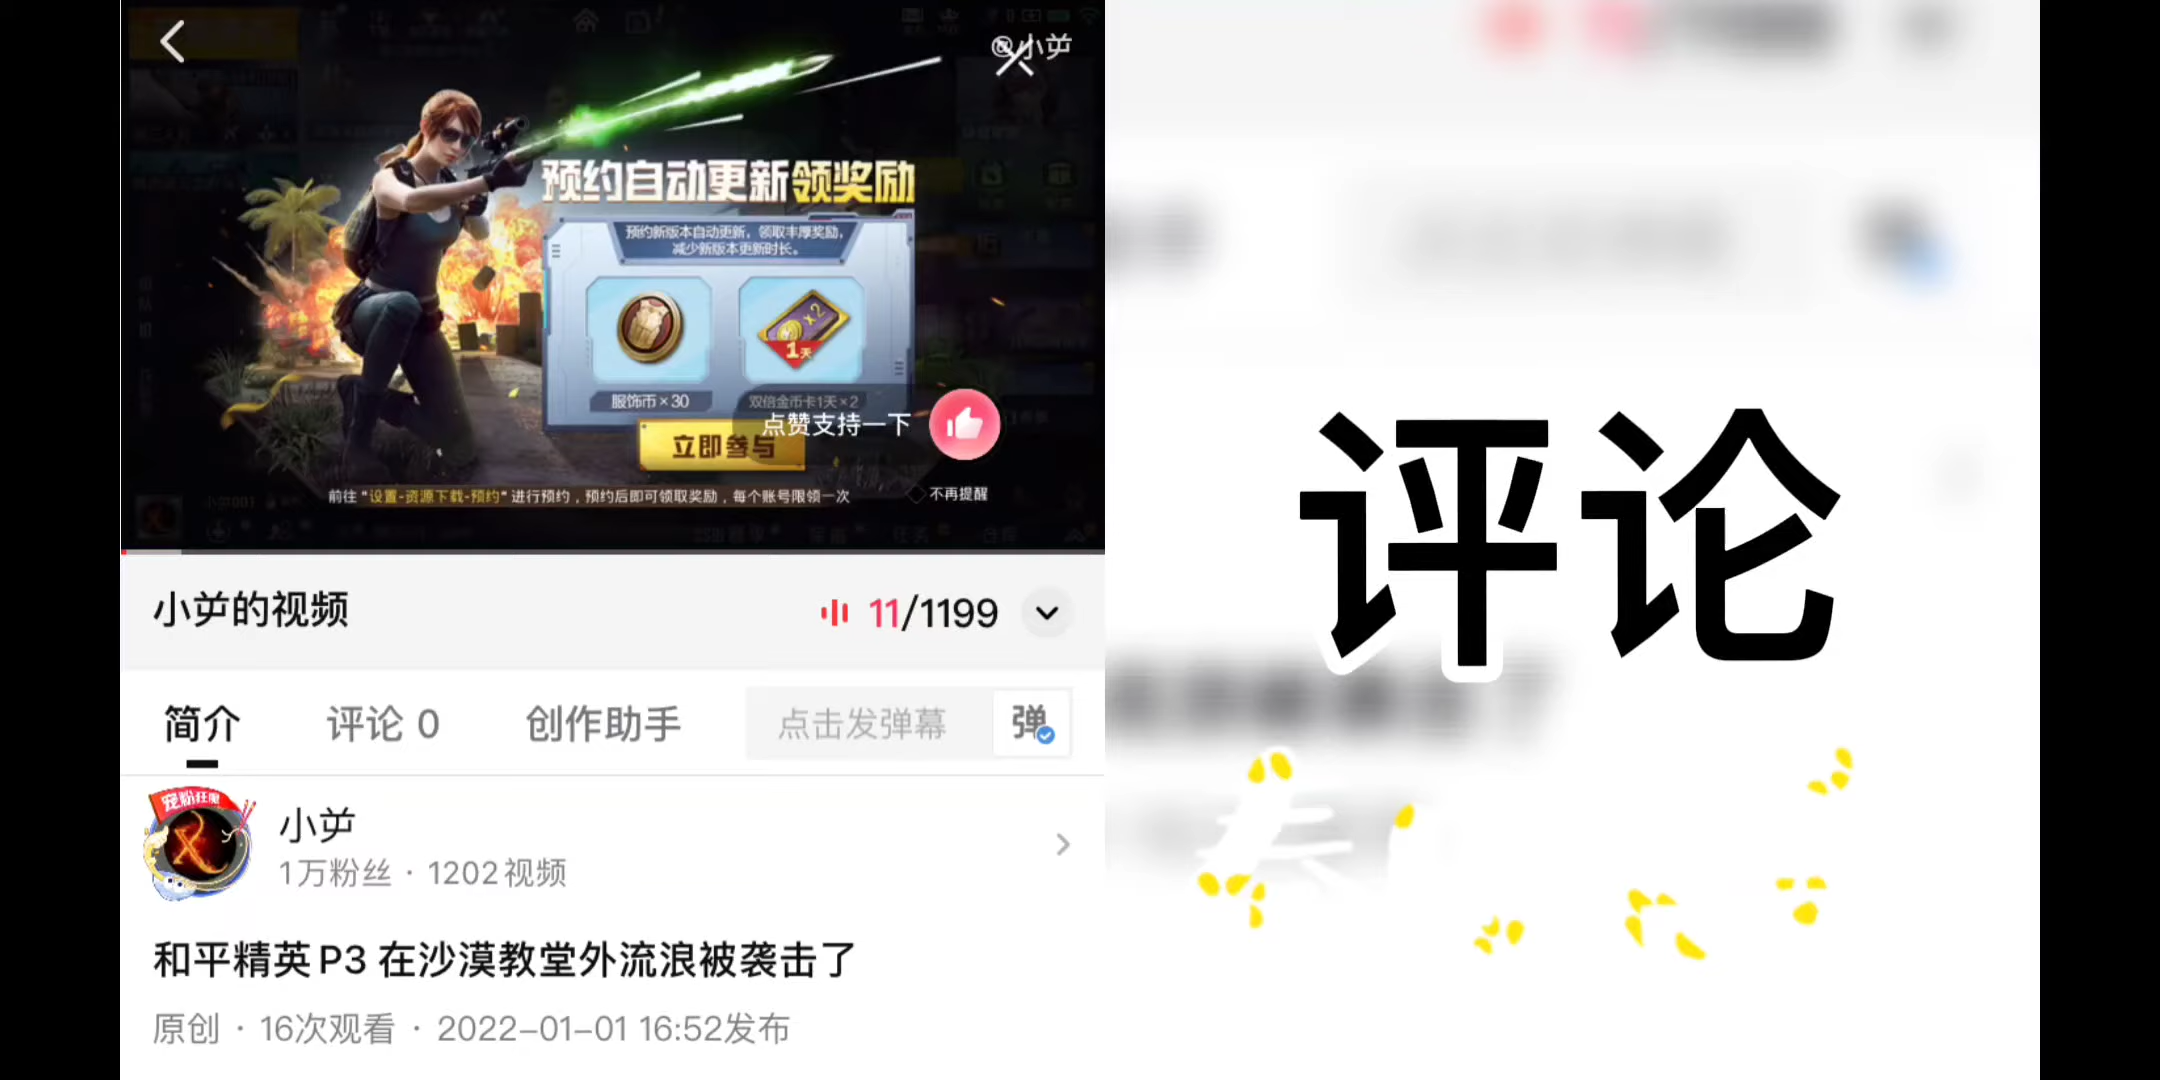 @小岁
预约自动更新领奖励
预约新版本自动更新，领取丰厚奖励，
减少新版本更新时长。
X2
1天
服饰币×30
双倍金币卡1天×2
点赞支持一下
立即参与
前往“设置-资源下载-预约”进行预约，预约后即可领取奖励，每个账号限领一次
不再提醒
小岁的视频
11/1199
简介
评论 0
创作助手
点击发弹幕
弹
宠粉狂魔
小岁
1万粉丝 · 1202视频
和平精英P3 在沙漠教堂外流浪被袭击了
原创 · 16次观看 · 2022-01-01 16:52发布
评论